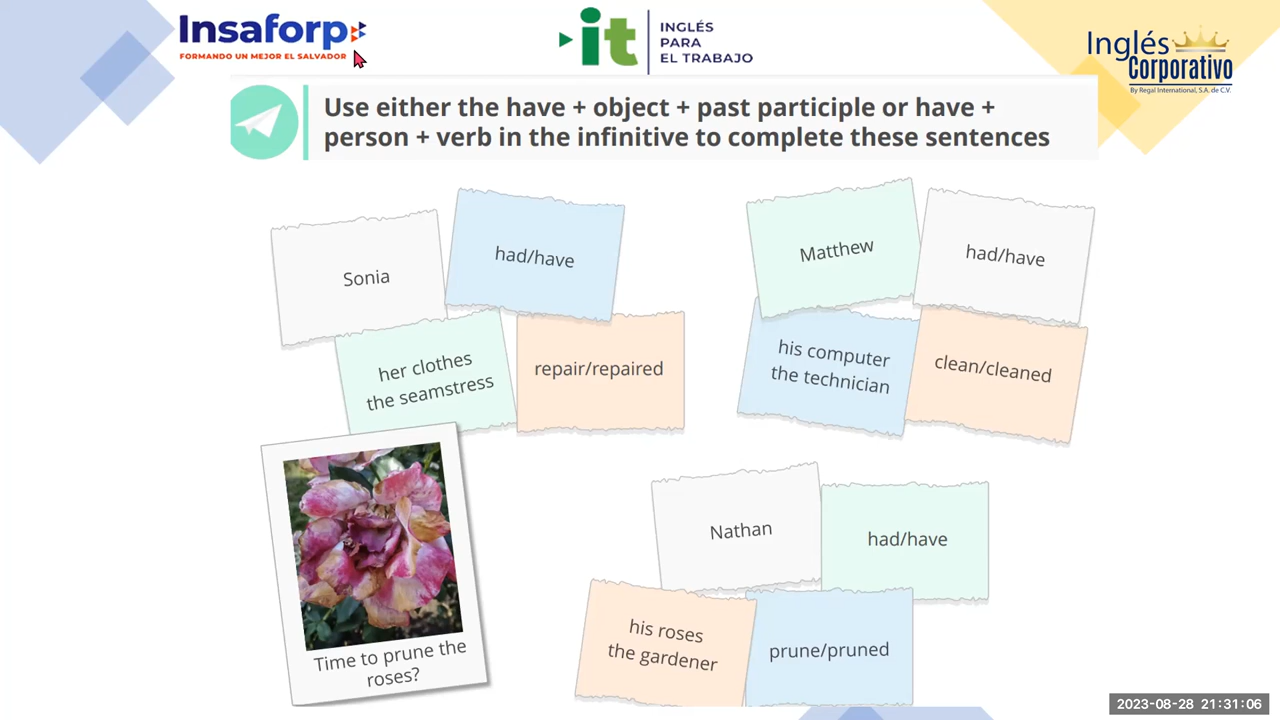 Insaforp
FORMANDO UN MEJOR EL SALVADOR
it
INGLÉS
PARA
EL TRABAJO
Inglés
Corporativo
By Regal International, S.A. de C.V.
Use either the have + object + past participle or have +
person + verb in the infinitive to complete these sentences
Sonia
had/have
her clothes
the seamstress
repair/repaired
Matthew
had/have
his computer
the technician
clean/cleaned
Time to prune the
roses?
Nathan
had/have
his roses
the gardener
prune/pruned
2023-08-28 21:31:06